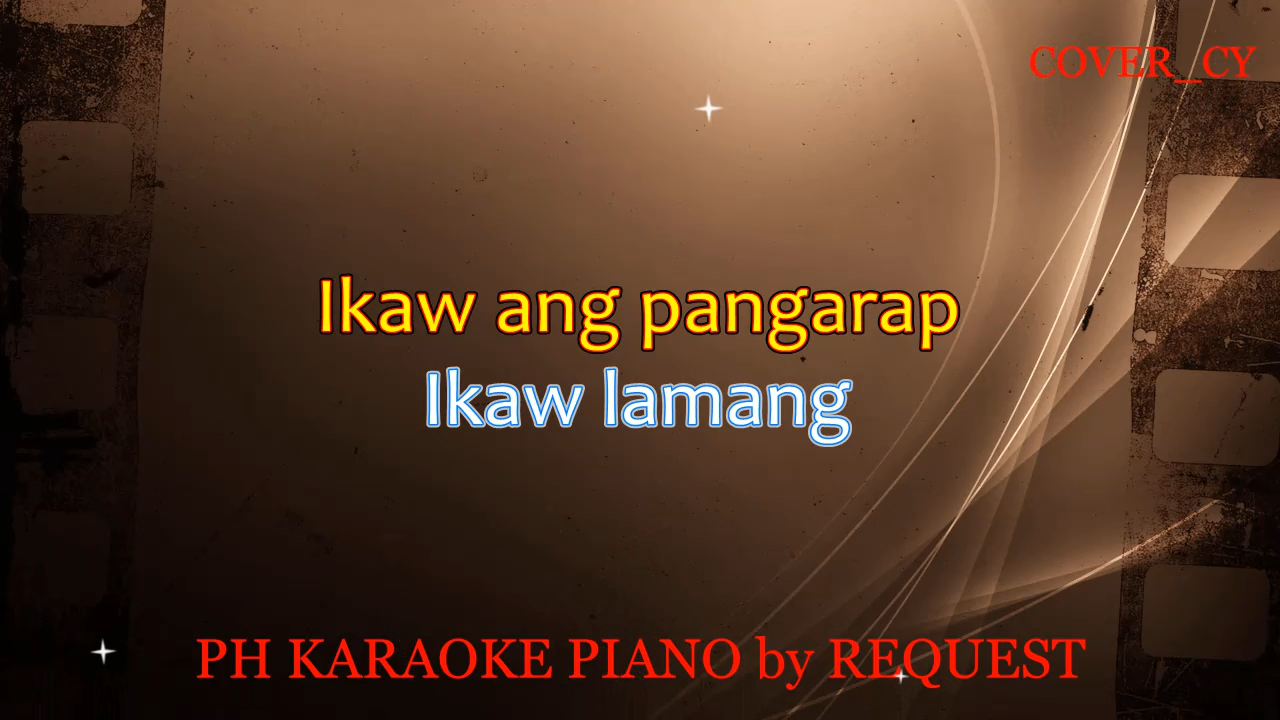 COVER_CY
Ikaw ang pangarap
Ikaw lamang
PH KARAOKE PIANO by REQUEST